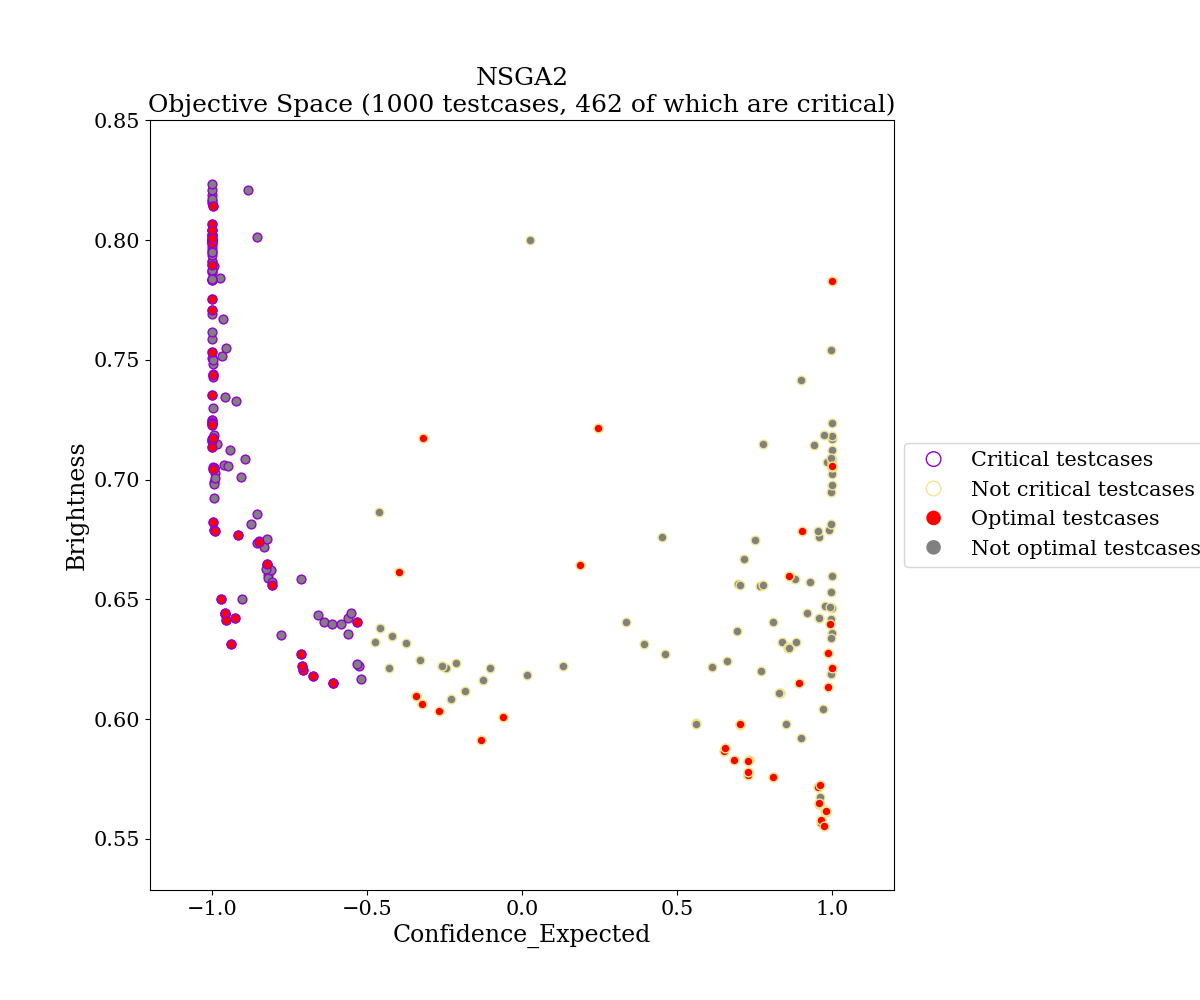 NSGA2
Objective Space (1000 testcases, 462 of which are critical)
0.85
0.80
0.75
0.70
0.65
0.60
0.55
Brightness
−1.0
−0.5
0.0
0.5
1.0
Confidence_Expected
Critical testcases
Not critical testcases
Optimal testcases
Not optimal testcases